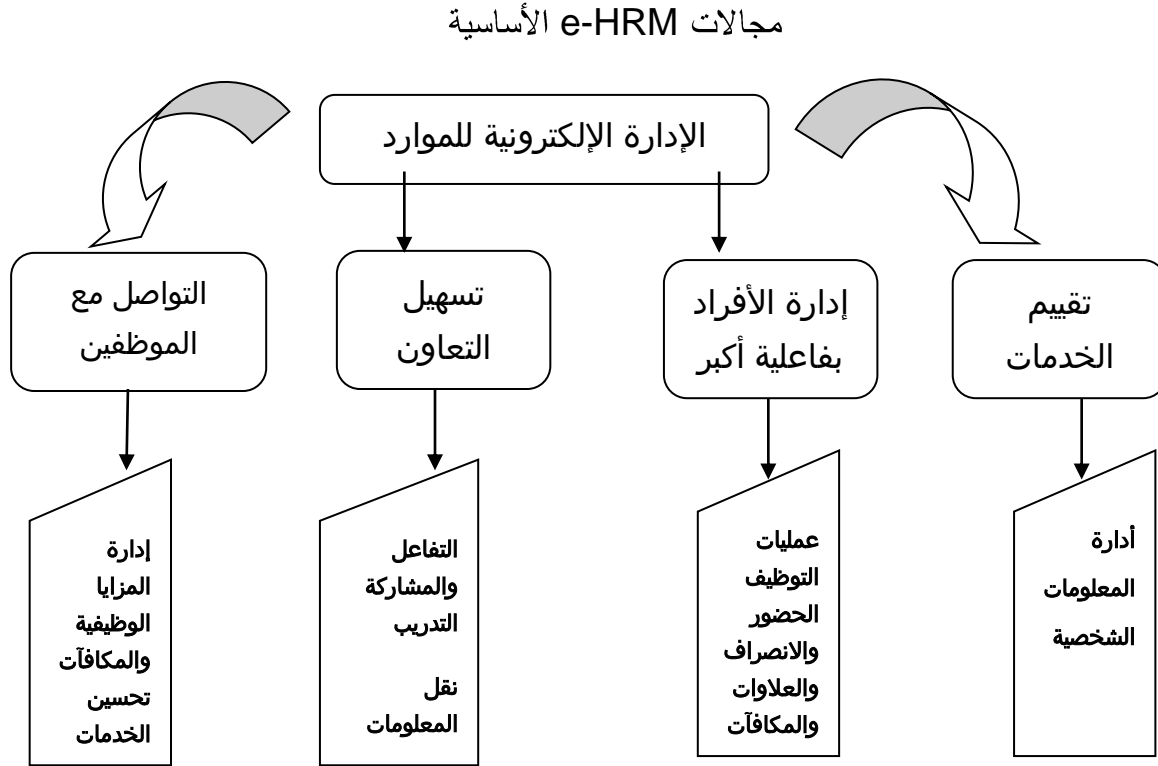 مجالات e-HRM الأساسية
الإدارة الإلكترونية للموارد
تقييم
الخدمات
إدارة الأفراد
بفاعلية أكبر
تسهيل
التعاون
التواصل مع
الموظفين
أدارة
المعلومات
الشخصية
عمليات
التوظيف
الحضور
والانصراف
والعلاوات
والمكافآت
التفاعل
والمشاركة
التدريب
نقل
المعلومات
إدارة
المزايا
الوظيفية
والمكافآت
تحسين
الخدمات